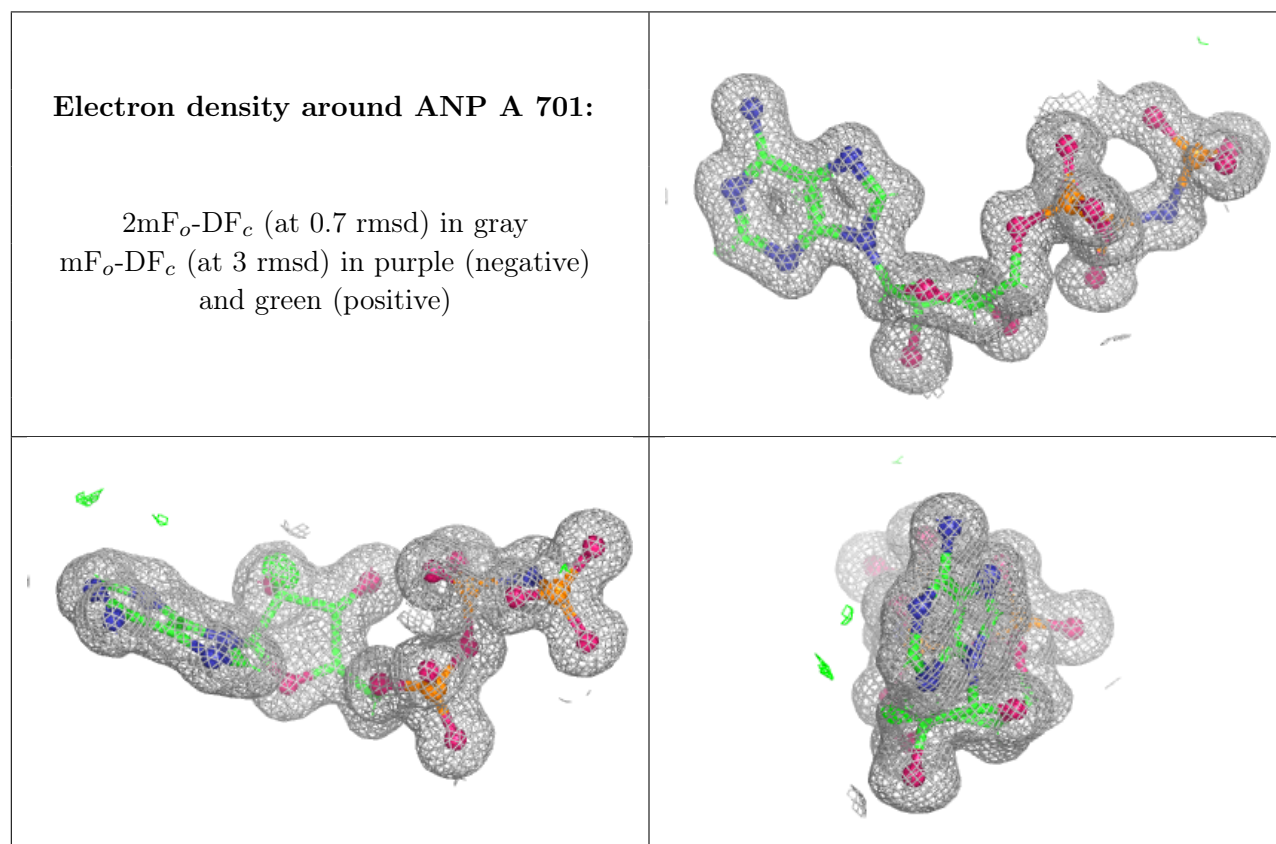 Electron density around ANP A 701:
2mFo-DFc (at 0.7 rmsd) in gray
mFo-DFc (at 3 rmsd) in purple (negative)
and green (positive)